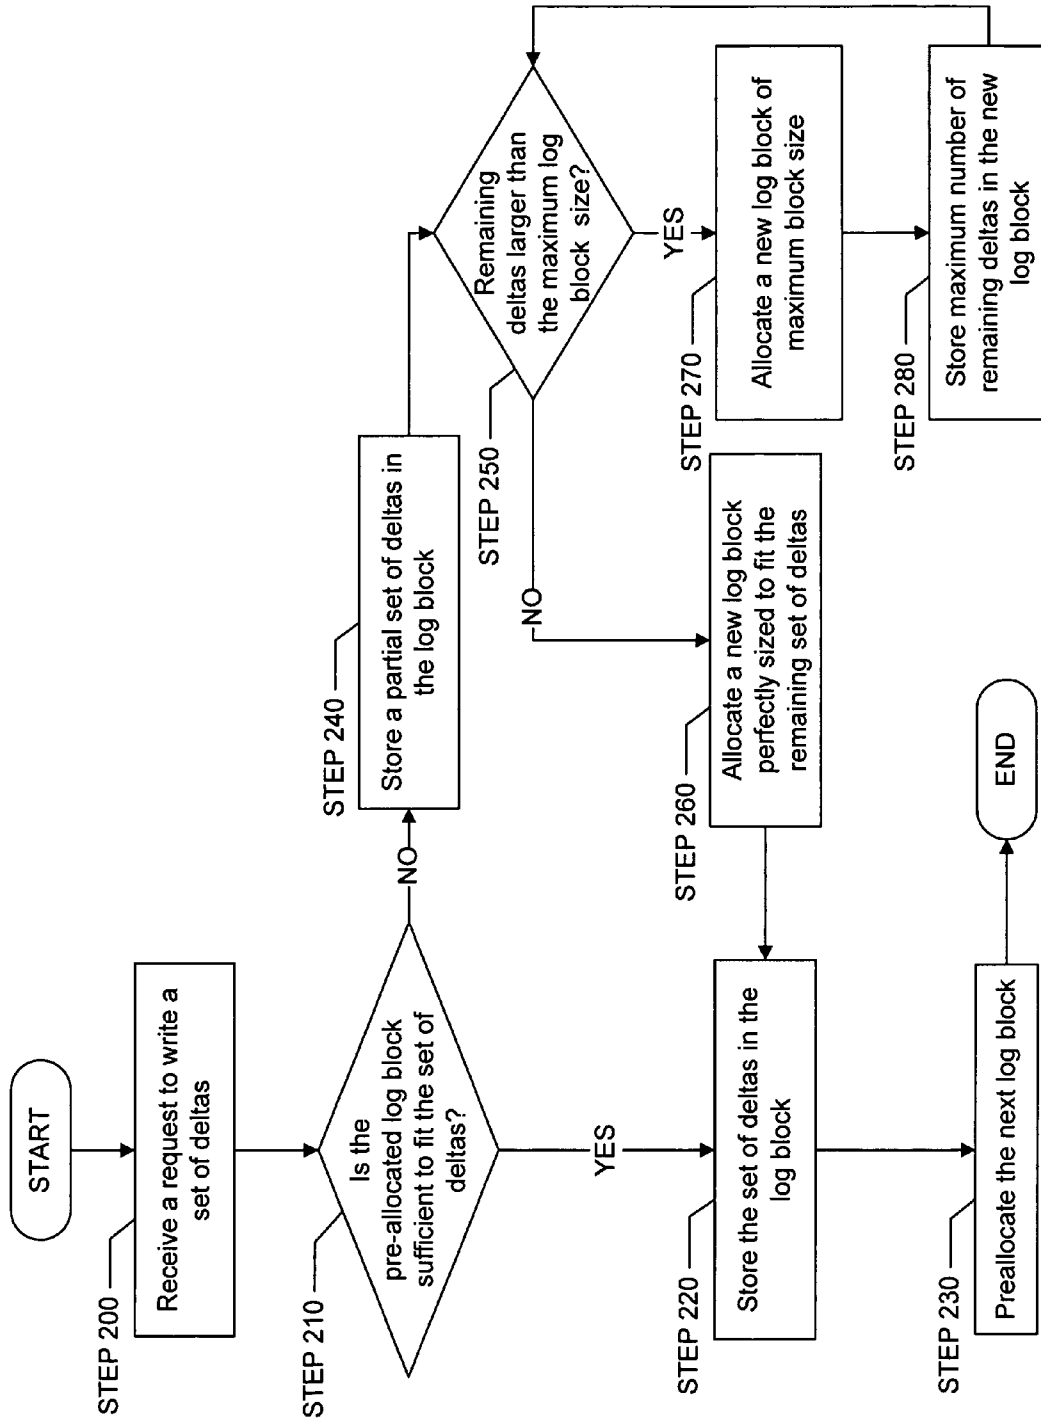 START
STEP 200
Receive a request to write a
set of deltas
STEP 210
Is the
pre-allocated log block
sufficient to fit the set of
deltas?
NO
YES
STEP 220
Store the set of deltas in the
log block
STEP 230
Preallocate the next log block
END
STEP 240
Store a partial set of deltas in
the log block
STEP 250
Remaining
deltas larger than
the maximum log
block size?
NO
YES
STEP 260
Allocate a new log block
perfectly sized to fit the
remaining set of deltas
STEP 270
Allocate a new log block of
maximum block size
STEP 280
Store maximum number of
remaining deltas in the new
log block